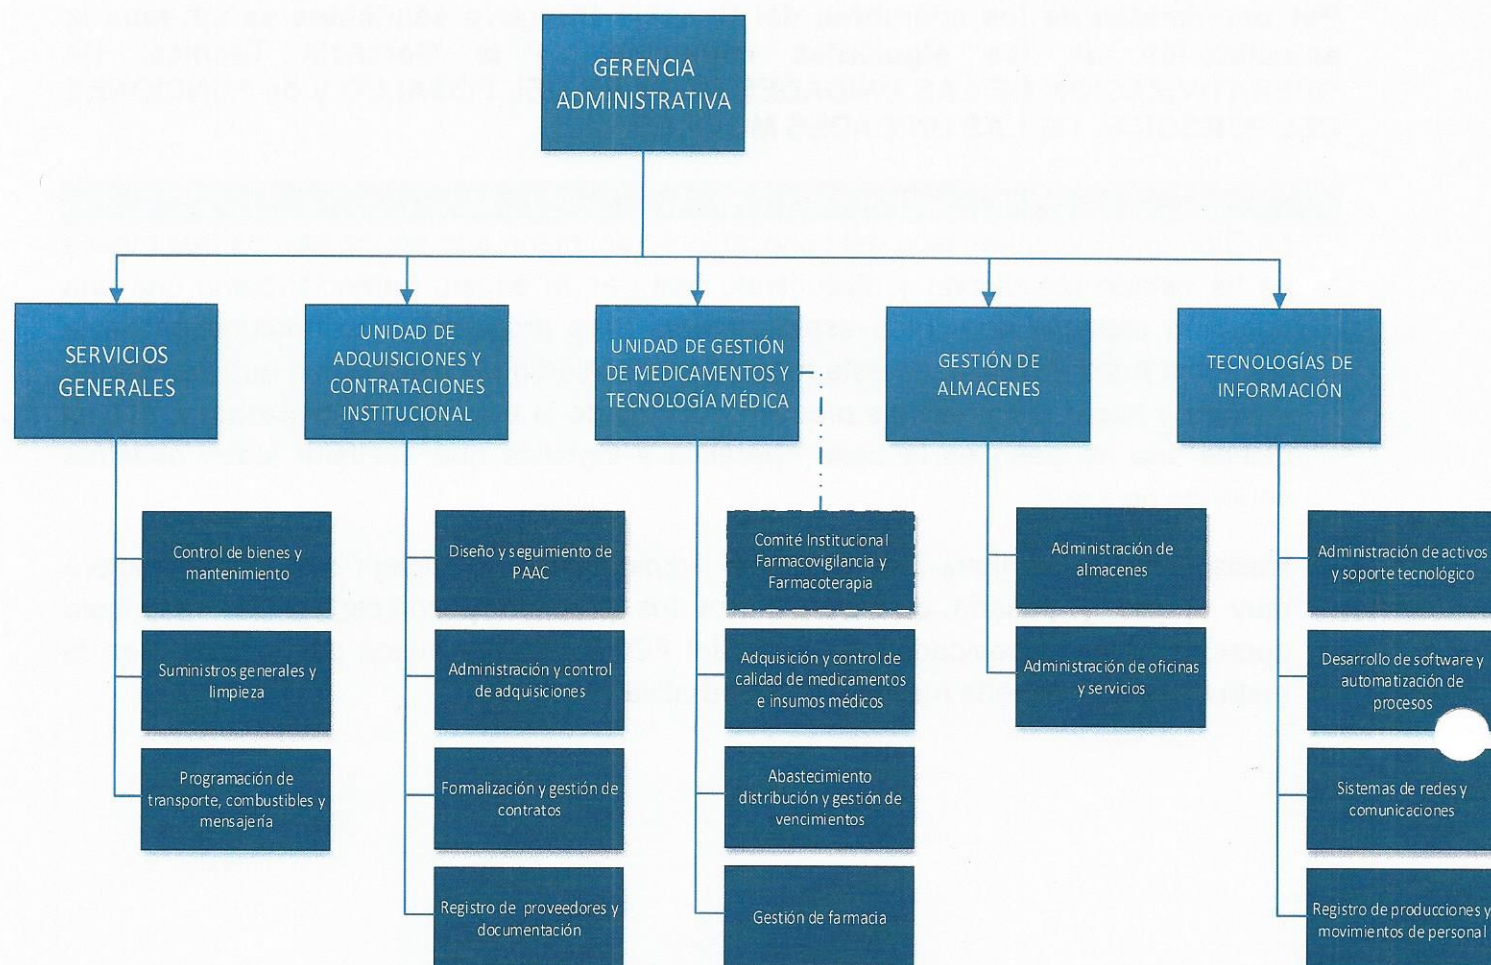 GERENCIA
ADMINISTRATIVA
SERVICIOS
GENERALES
UNIDAD DE
ADQUISICIONES Y
CONTRATACIONES
INSTITUCIONAL
UNIDAD DE GESTIÓN
DE MEDICAMENTOS Y
TECNOLOGÍA MÉDICA
GESTIÓN DE
ALMACENES
TECNOLOGÍAS DE
INFORMACIÓN
Control de bienes y
mantenimiento
Suministros generales y
limpieza
Programación de
transporte, combustibles y
mensajería
Diseño y seguimiento de
PAAC
Administración y control
de adquisiciones
Formalización y gestión de
contratos
Registro de proveedores y
documentación
Comité Institucional
Farmacovigilancia y
Farmacoterapia
Adquisición y control de
calidad de medicamentos
e insumos médicos
Abastecimiento
distribución y gestión de
vencimientos
Gestión de farmacia
Administración de
almacenes
Administración de oficinas
y servicios
Administración de activos
y soporte tecnológico
Desarrollo de software y
automatización de
procesos
Sistemas de redes y
comunicaciones
Registro de producciones y
movimientos de personal